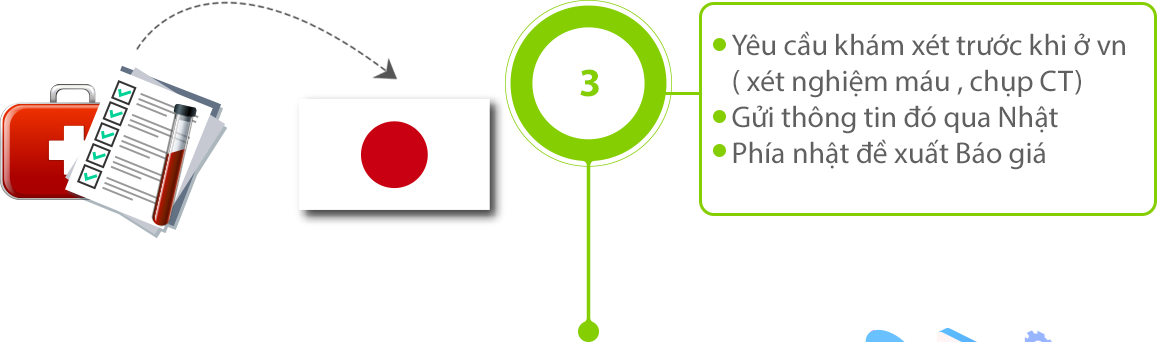 3
Yêu cầu khám xét trước khi ở vn
( xét nghiệm máu , chụp CT)
Gửi thông tin đó qua Nhật
Phía nhật đề xuất Báo giá